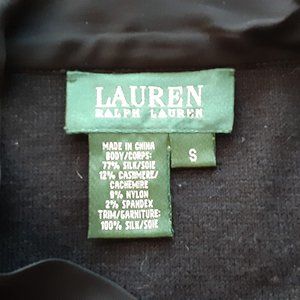 LAUREN
RALPH LAUREN
MADE IN CHINA
BODY/CORPS:
77% SILK/SOIE
12% CASHMERE/
CACHEMIRE
9% NYLON
2% SPANDEX
TRIM/GARNITURE:
100% SILK/SOIE
S